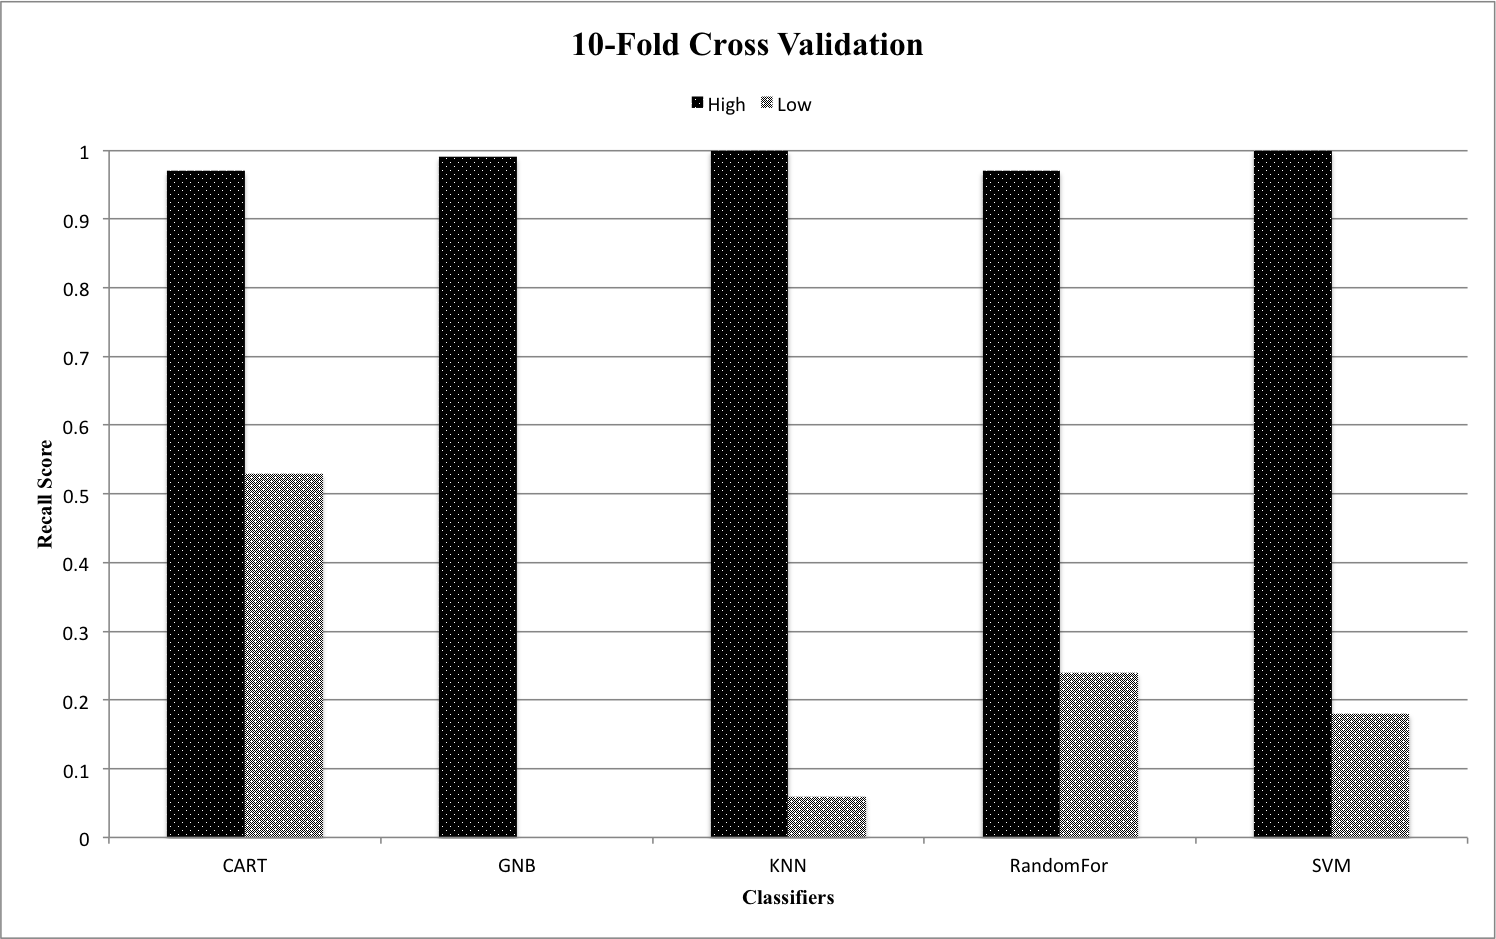 10-Fold Cross Validation
High Low
1
0.9
0.8
0.7
0.6
0.5
0.4
0.3
0.2
0.1
0
Recall Score
CART GNB KNN RandomFor SVM
Classifiers